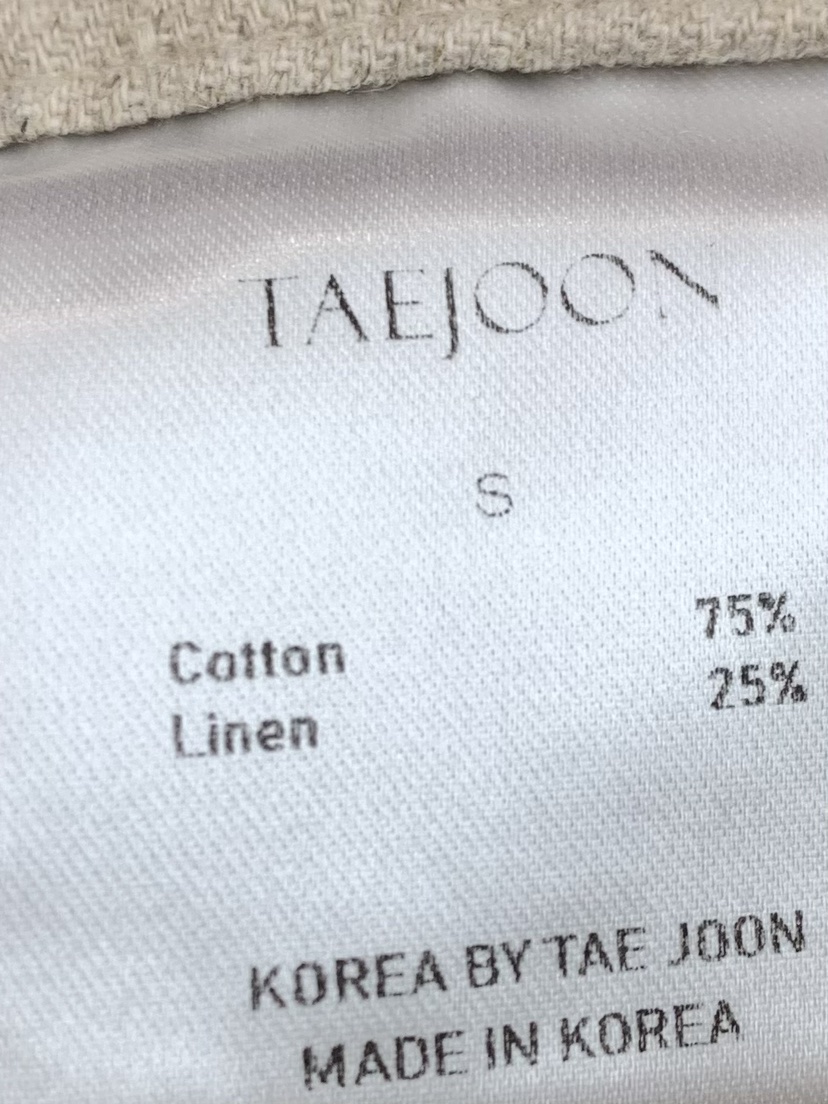 TAEJOON
S
Cotton 75%
Linen 25%
KOREA BY TAE JOON
MADE IN KOREA